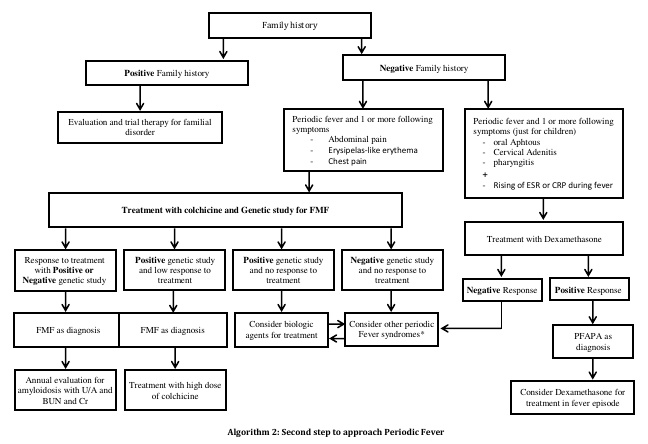 Family history
Positive Family history
Negative Family history
Evaluation and trial therapy for familial
disorder
Periodic fever and 1 or more following
symptoms
- Abdominal pain
- Erysipelas-like erythema
- Chest pain
Periodic fever and 1 or more following
symptoms (just for children)
- oral Aphtous
- Cervical Adenitis
- pharyngitis
+
- Rising of ESR or CRP during fever
Treatment with colchicine and Genetic study for FMF
Treatment with Dexamethasone
Response to treatment
with Positive or
Negative genetic study
Positive genetic study
and low response to
treatment
Positive genetic study
and no response to
treatment
Negative genetic study
and no response to
treatment
Negative Response
Positive Response
FMF as diagnosis
FMF as diagnosis
Consider biologic
agents for treatment
Consider other periodic
Fever syndromes*
PFAPA as
diagnosis
Annual evaluation for
amyloidosis with U/A and
BUN and Cr
Treatment with high dose
of colchicine
Consider Dexamethasone for
treatment in fever episode
Algorithm 2: Second step to approach Periodic Fever